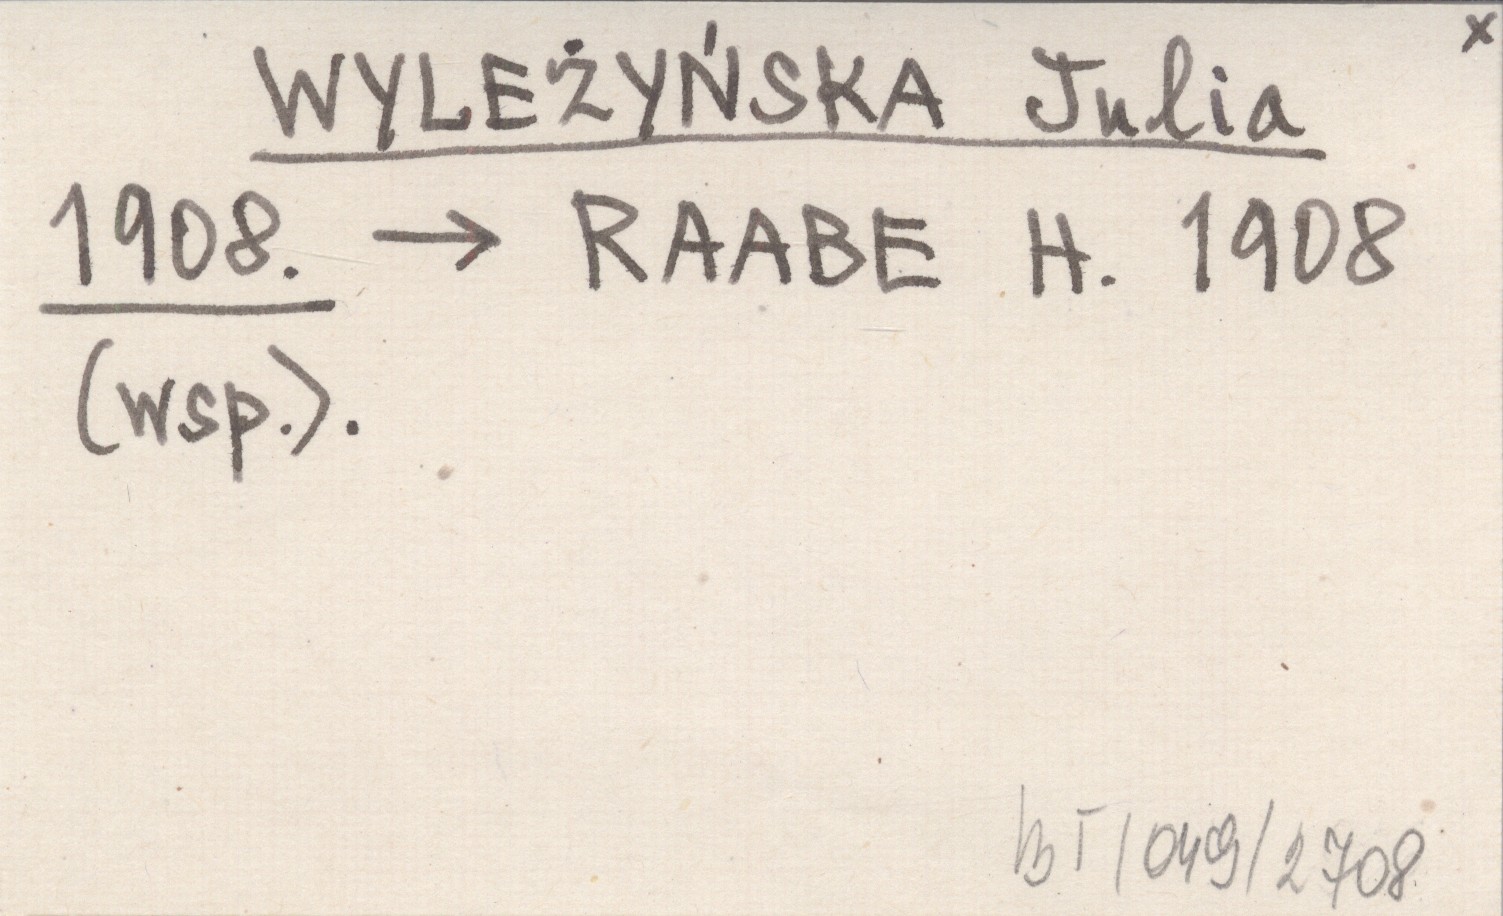 x
WYLEŻYŃSKA Julia
1908. → RAABE H. 1908
(wsp.).
BT/049/2708